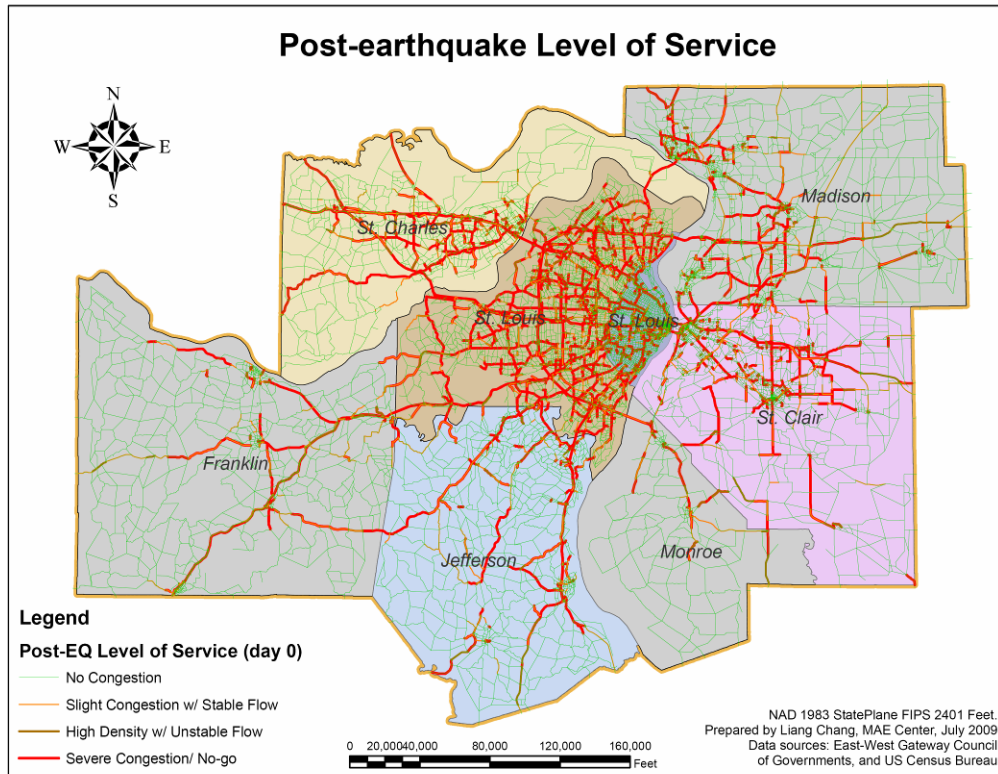 Post-earthquake Level of Service
N
W
E
S
Madison
St. Charles
St. Louis
St. Louis
St. Clair
Franklin
Jefferson
Monroe
Legend
Post-EQ Level of Service (day 0)
No Congestion
Slight Congestion w/ Stable Flow
High Density w/ Unstable Flow
Severe Congestion/ No-go
0 20,00040,000 80,000 120,000 160,000
Feet
NAD 1983 StatePlane FIPS 2401 Feet.
Prepared by Liang Chang, MAE Center, July 2009
Data sources: East-West Gateway Council
of Governments, and US Census Bureau